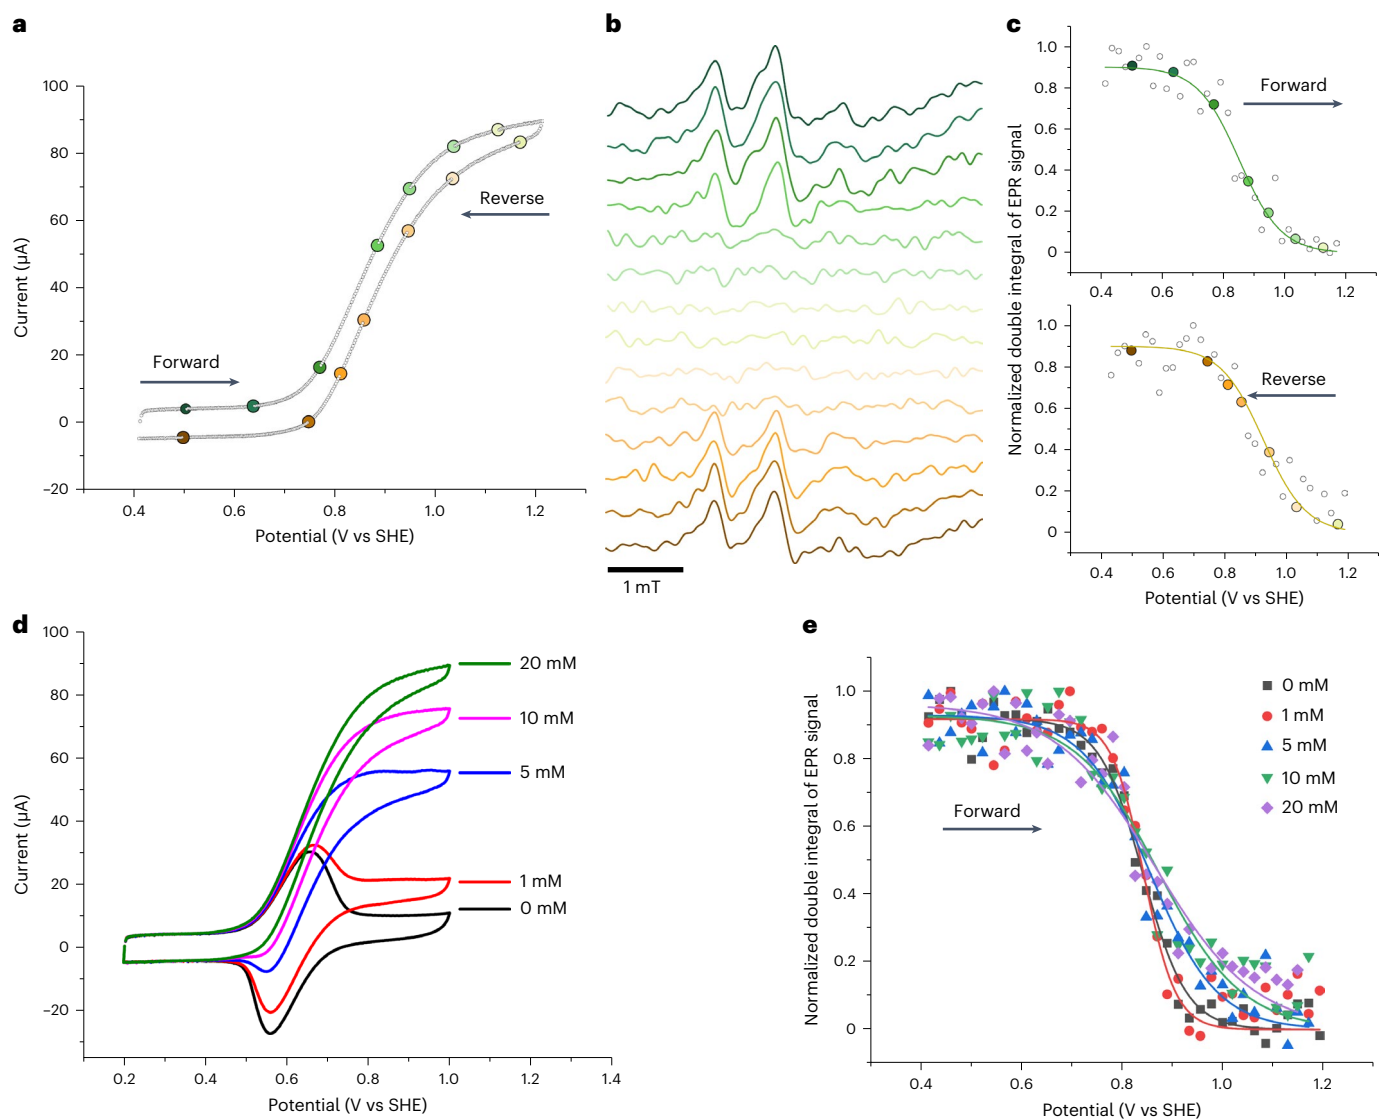 a
100
80
60
40
20
0
–20
Current (µA)
Forward
Reverse
0.4
0.6
0.8
1.0
1.2
Potential (V vs SHE)
b
1 mT
c
Normalized double integral of EPR signal
1.0
0.8
0.6
0.4
0.2
0
Forward
0.4
0.6
0.8
1.0
1.2
1.0
0.8
0.6
0.4
0.2
0
Reverse
0.4
0.6
0.8
1.0
1.2
Potential (V vs SHE)
d
100
80
60
40
20
0
–20
Current (µA)
20 mM
10 mM
5 mM
1 mM
0 mM
0.2
0.4
0.6
0.8
1.0
1.2
1.4
Potential (V vs SHE)
e
Normalized double integral of EPR signal
1.0
0.8
0.6
0.4
0.2
0
Forward
0 mM
1 mM
5 mM
10 mM
20 mM
0.4
0.6
0.8
1.0
1.2
Potential (V vs SHE)